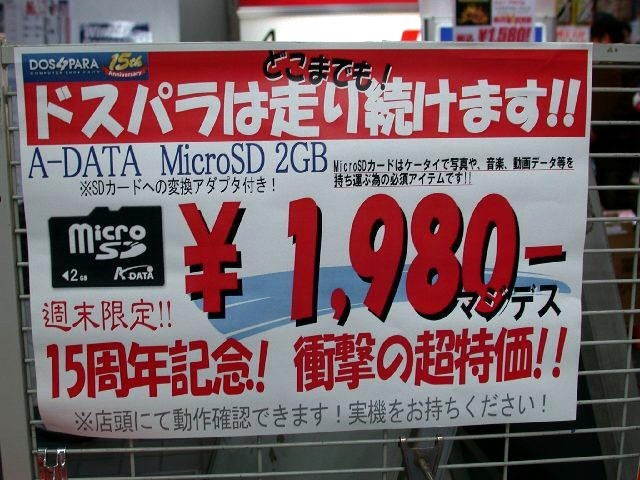 ¥1,580!
DOS/PARA 15th
COMPUTER SHOP Anniversary
どこまでも!
ドスパラは走り続けます!!
A-DATA MicroSD 2GB
※SDカードへの変換アダプタ付き!
MicroSDカードはケータイで写真や、音楽、動画データ等を
持ち運ぶ為の必須アイテムです!!
micro
SD
◀2GB A-DATA
¥1,980-
マジデス
週末限定!!
15周年記念! 衝撃の超特価!!
※店頭にて動作確認できます!実機をお持ちください!